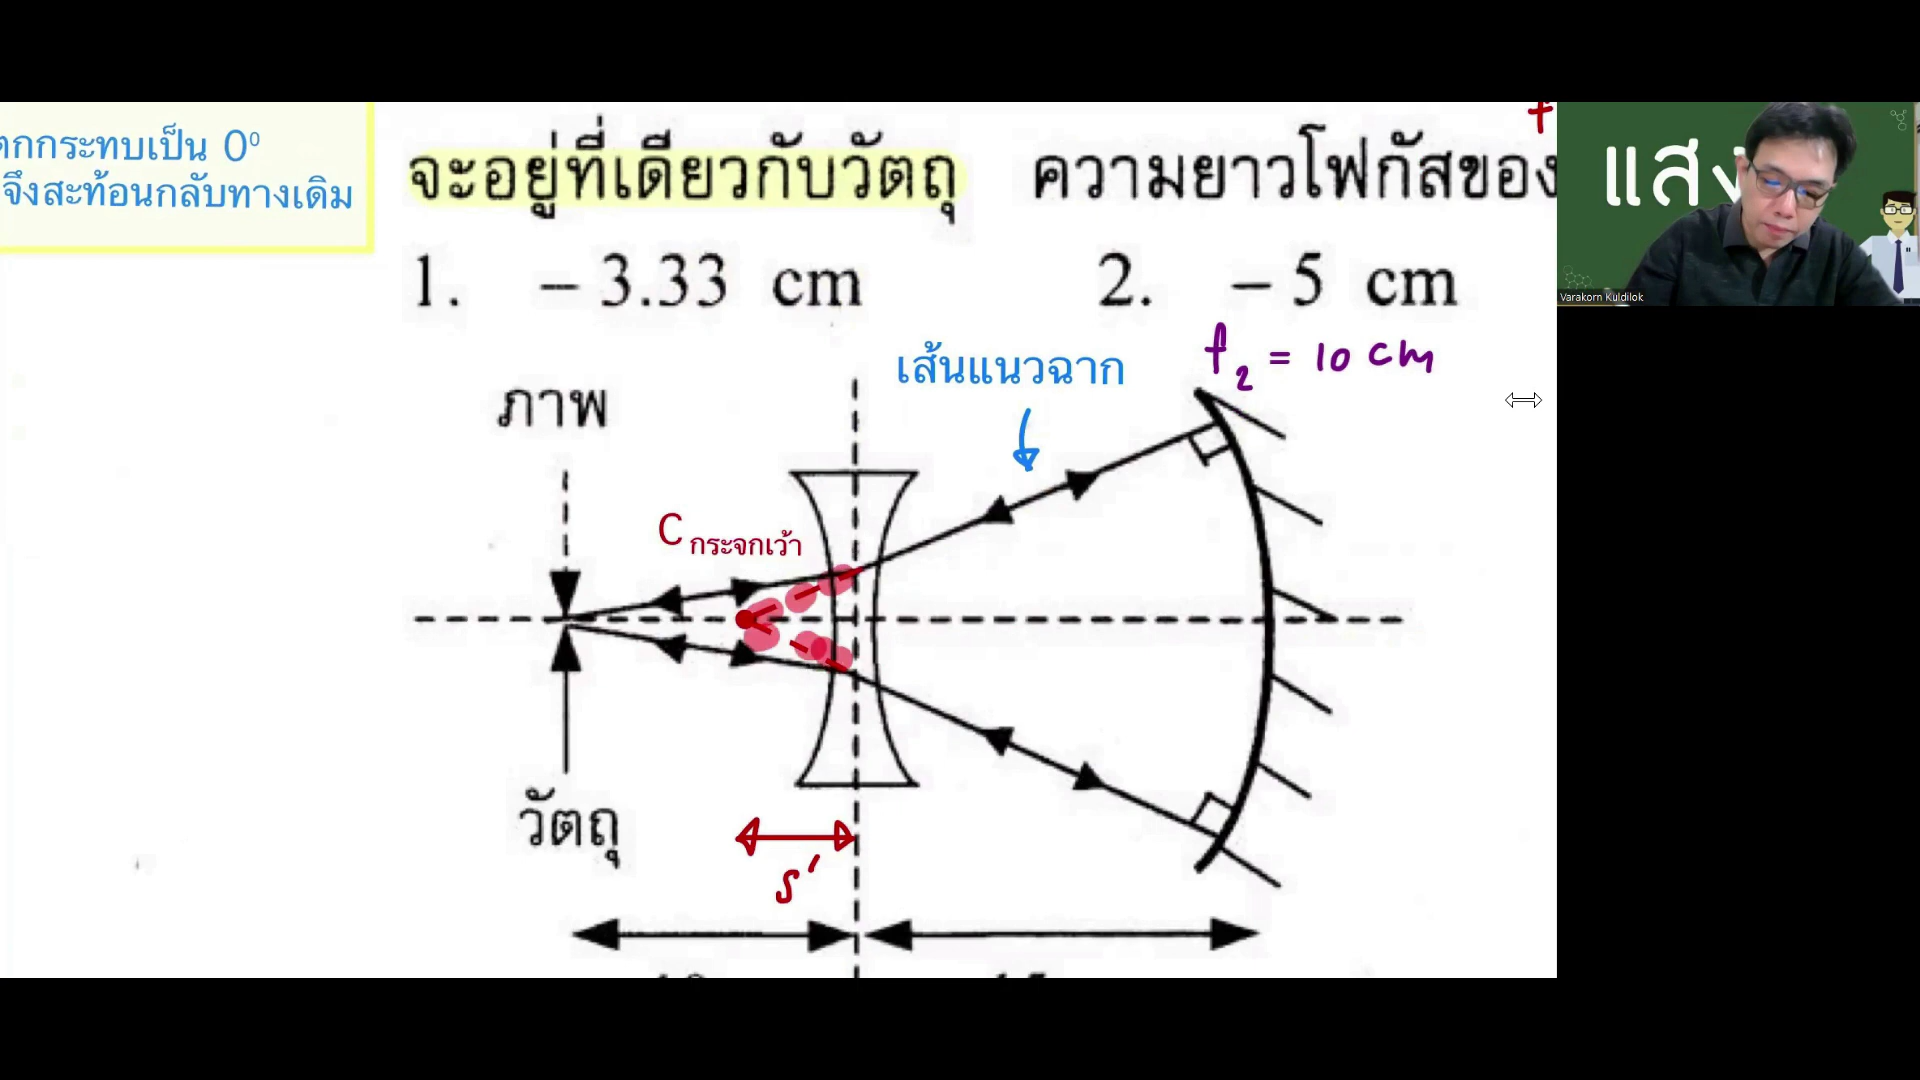 ตกกระทบเป็น 0⁰
จึงสะท้อนกลับทางเดิม
จะอยู่ที่เดียวกับวัตถุ ความยาวโฟกัสของ
1. – 3.33 cm 2. – 5 cm
f₂ = 10 cm
เส้นแนวฉาก
ภาพ
C กระจกเว้า
วัตถุ
s′
แสง
Varakorn Kuldilok